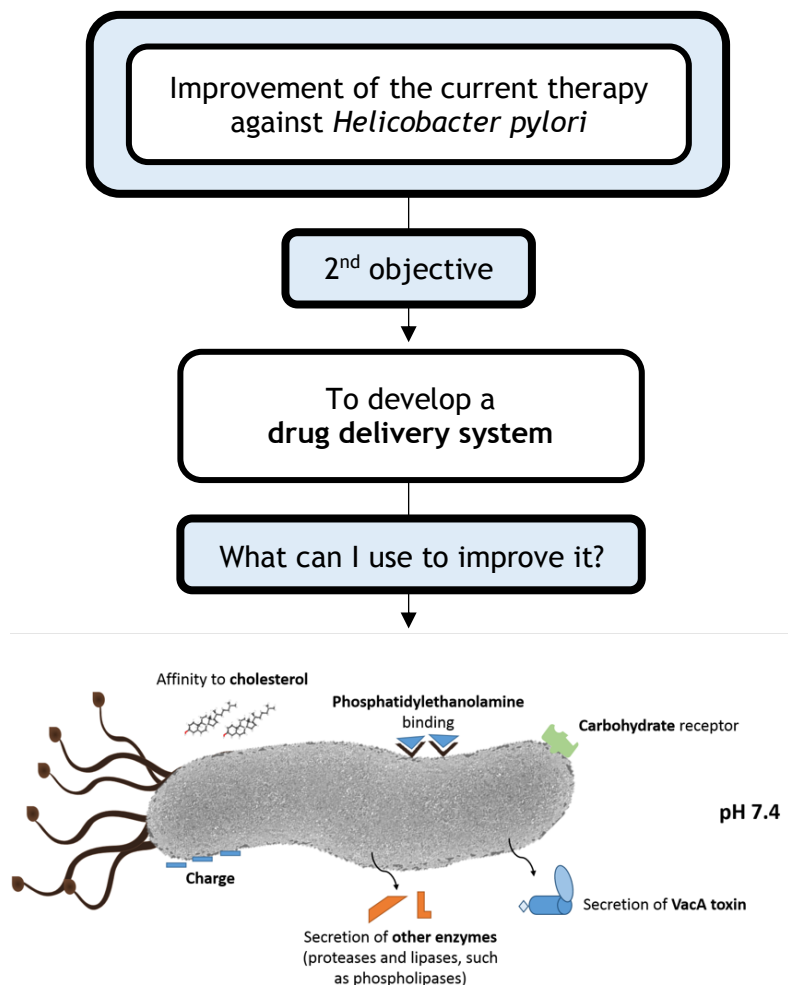 Improvement of the current therapy
against Helicobacter pylori
2nd objective
To develop a
drug delivery system
What can I use to improve it?
Affinity to cholesterol
Phosphatidylethanolamine
binding
Carbohydrate receptor
pH 7.4
Charge
Secretion of VacA toxin
Secretion of other enzymes
(proteases and lipases, such
as phospholipases)